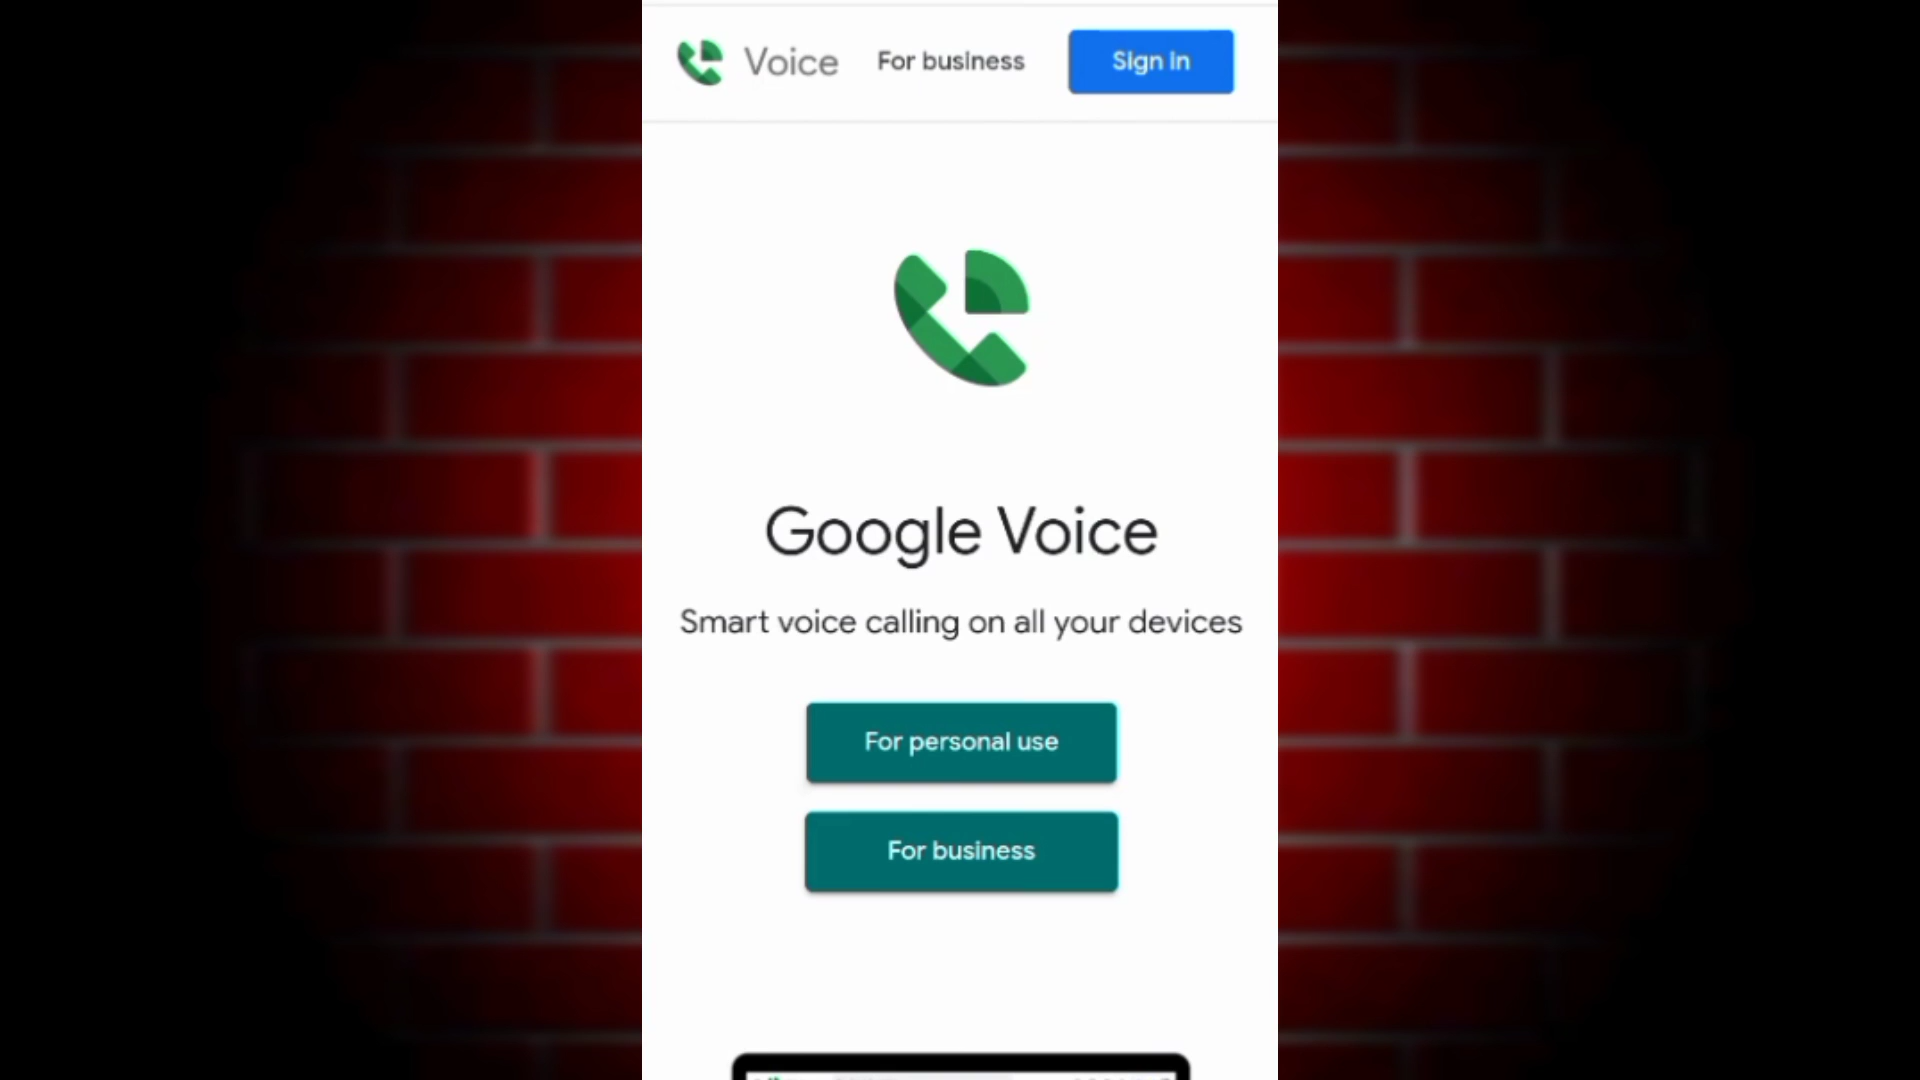 Voice For business Sign in
Google Voice
Smart voice calling on all your devices
For personal use
For business